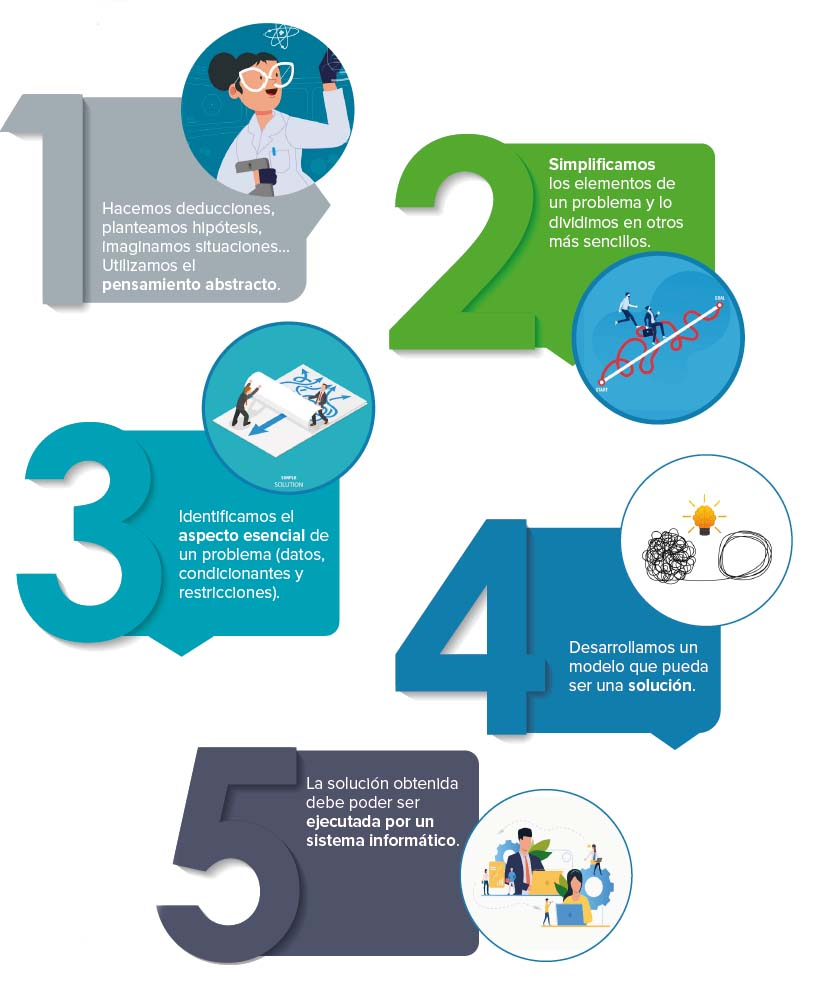 1
Hacemos deducciones,
planteamos hipótesis,
imaginamos situaciones...
Utilizamos el
pensamiento abstracto.
2
Simplificamos
los elementos de
un problema y lo
dividimos en otros
más sencillos.
GOAL
START
3
SIMPLE
SOLUTION
Identificamos el
aspecto esencial de
un problema (datos,
condicionantes y
restricciones).
4
Desarrollamos un
modelo que pueda
ser una solución.
5
La solución obtenida
debe poder ser
ejecutada por un
sistema informático.